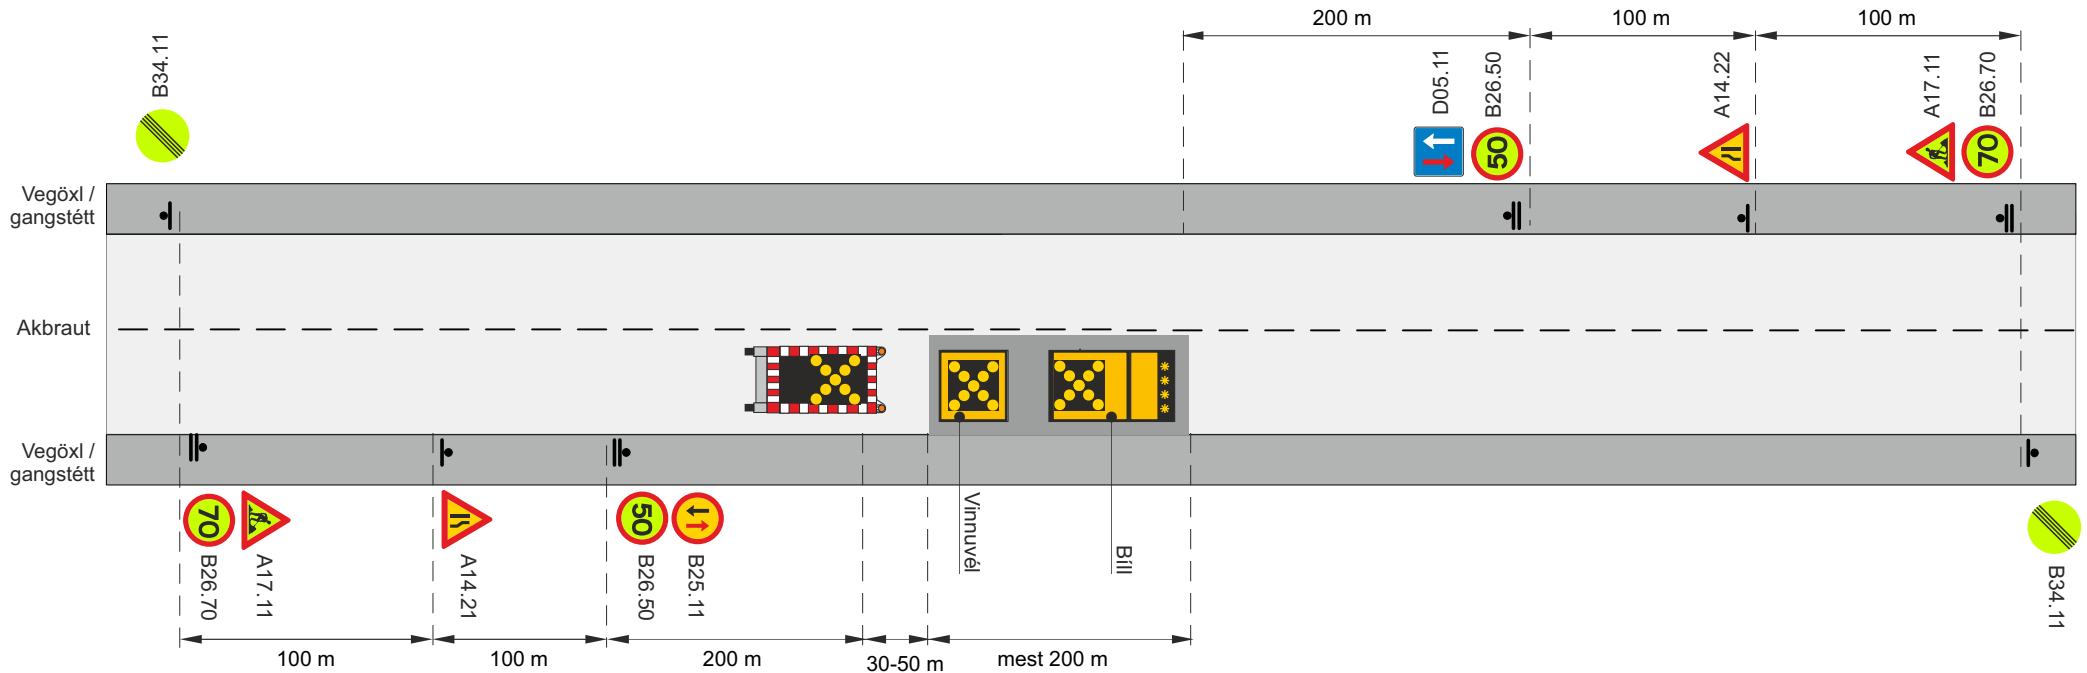 200 m
100 m
100 m
B34.11
D05.11
B26.50
A14.22
A17.11
B26.70
50
70
Vegöxl /
gangstétt
Akbraut
Vegöxl /
gangstétt
70
50
B26.70
A17.11
A14.21
B26.50
B25.11
Vinnuvél
Bíll
B34.11
100 m
100 m
200 m
30-50 m
mest 200 m